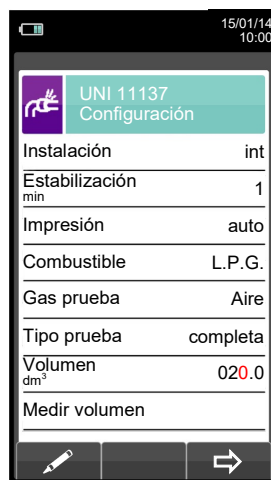 15/01/14
10:00
UNI 11137
Configuración
Instalación int
Estabilización
min 1
Impresión auto
Combustible L.P.G.
Gas prueba Aire
Tipo prueba completa
Volumen
dm³ 020.0
Medir volumen